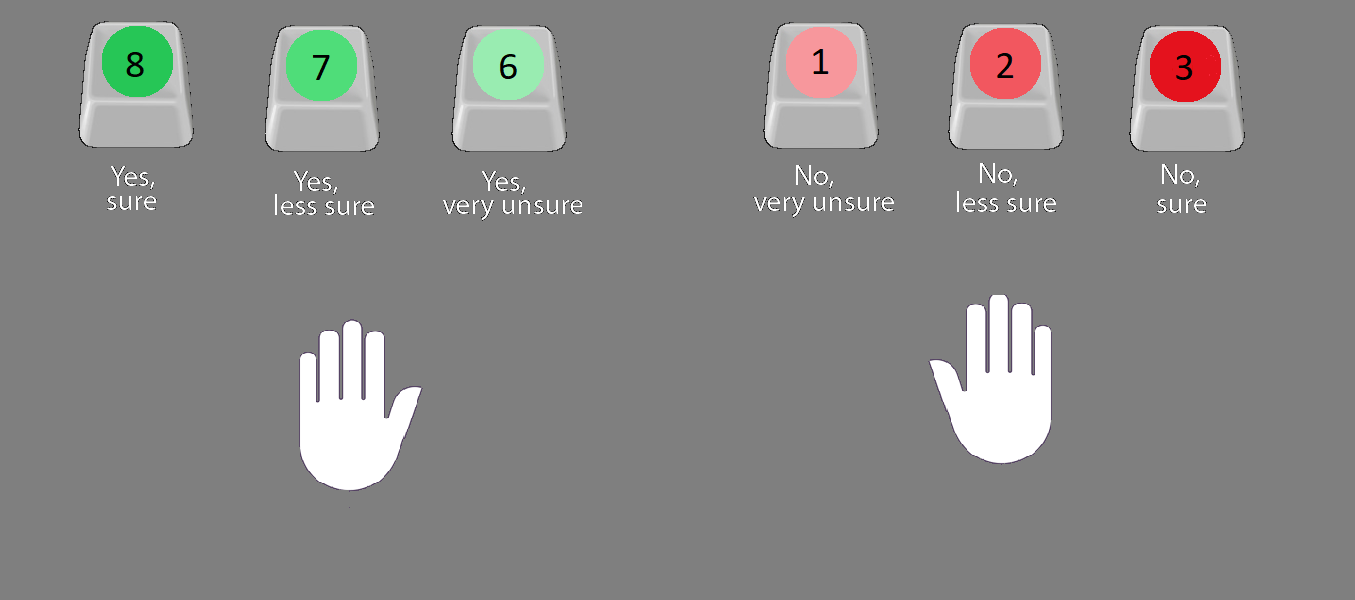 8
7
6
1
2
3
Yes,
sure
Yes,
less sure
Yes,
very unsure
No,
very unsure
No,
less sure
No,
sure